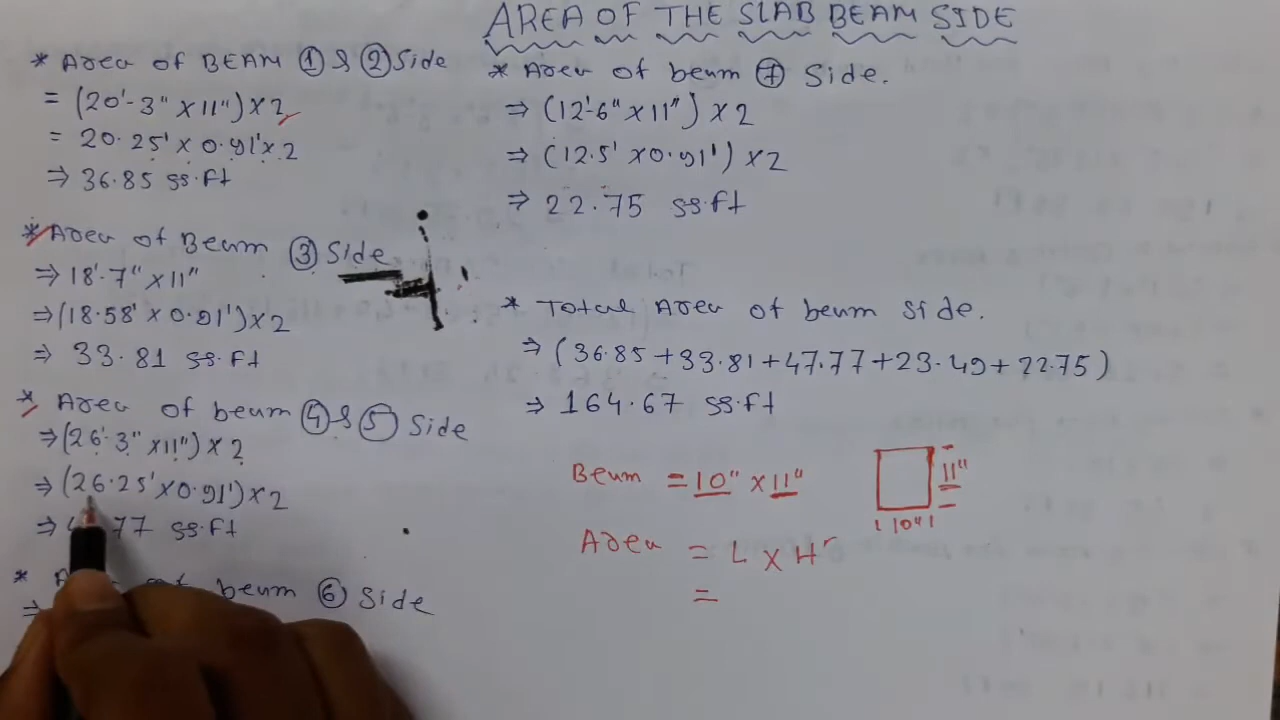 AREA OF THE SLAB BEAM SIDE
* Area of BEAM ① & ② Side
= (20'-3" × 11") × 2
= 20.25' × 0.91' × 2
⇒ 36.85 sq.ft
* Area of Beam ③ Side
⇒ 18'-7" × 11"
⇒ (18.58' × 0.91') × 2
⇒ 33.81 sq.ft
* Area of beam ④ & ⑤ Side
⇒ (26'-3" × 11") × 2
⇒ (26.25' × 0.91') × 2
⇒ 77 sq.ft
* of beam ⑥ Side
⇒
* Area of beam ⑦ Side.
⇒ (12'6" × 11") × 2
⇒ (12.5' × 0.91') × 2
⇒ 22.75 sq.ft
* Total Area of beam side.
⇒ (36.85 + 33.81 + 47.77 + 23.49 + 22.75)
⇒ 164.67 sq.ft
Beam = 10" × 11"
11"
10"
Area = L × H
=